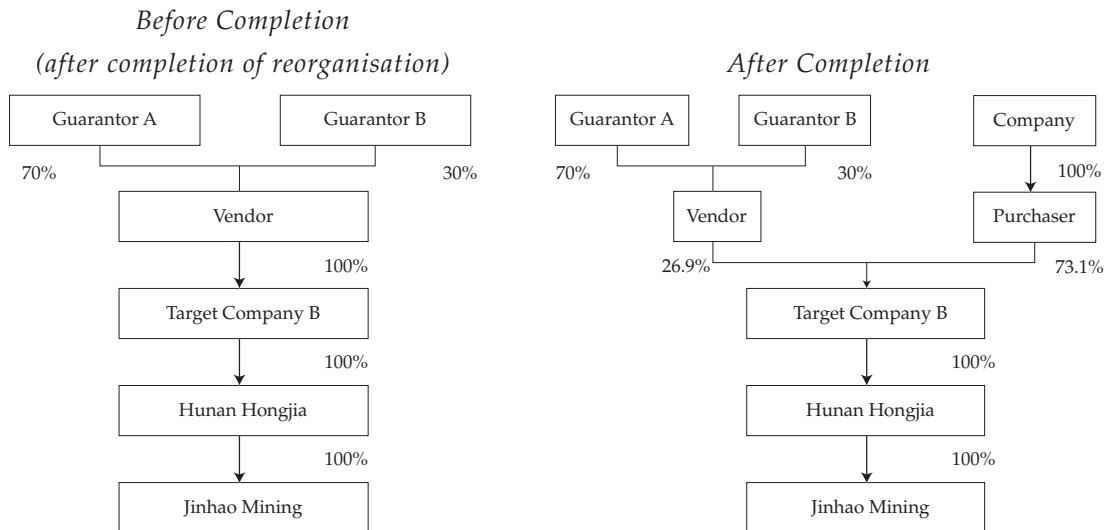 Before Completion
(after completion of reorganisation)
Guarantor A
Guarantor B
70%
30%
Vendor
100%
Target Company B
100%
Hunan Hongjia
100%
Jinhao Mining
After Completion
Guarantor A
Guarantor B
Company
70%
30%
100%
Vendor
Purchaser
26.9%
73.1%
Target Company B
100%
Hunan Hongjia
100%
Jinhao Mining